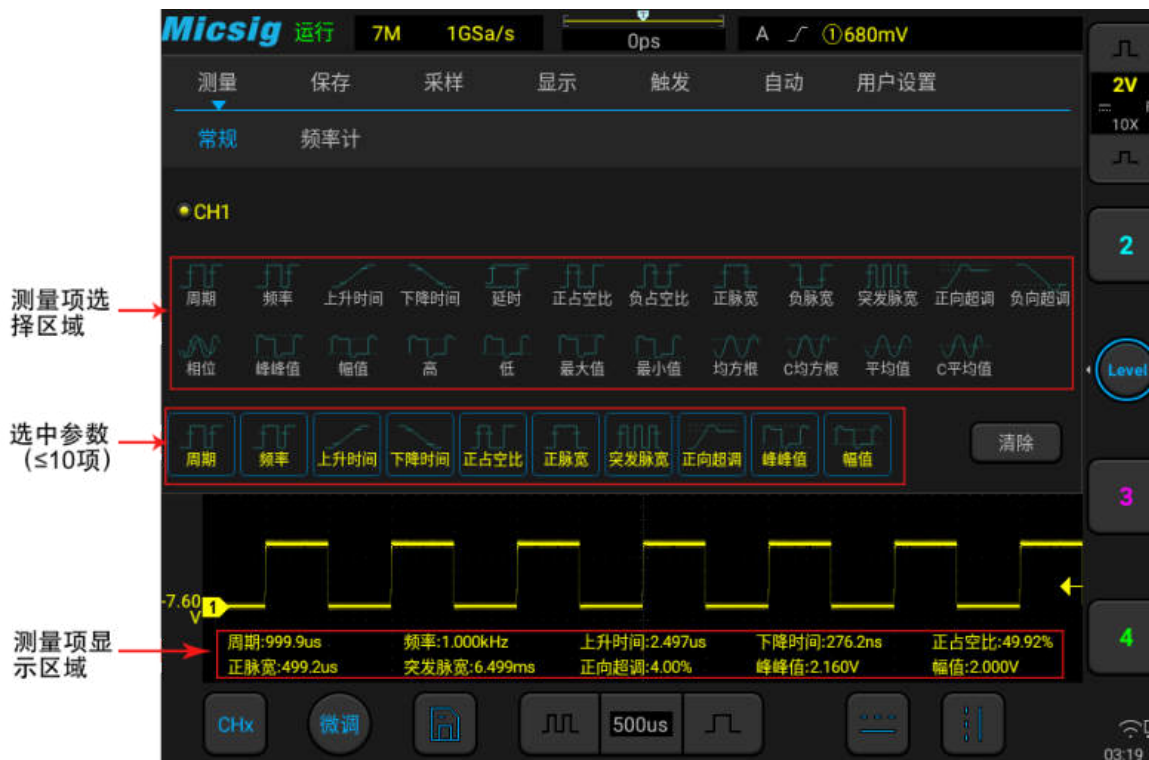 Micsig 运行 7M 1GSa/s 0ps A ①680mV
测量 保存 采样 显示 触发 自动 用户设置
2V
10X
常规 频率计
CH1
2
测量项选
择区域
周期 频率 上升时间 下降时间 延时 正占空比 负占空比 正脉宽 负脉宽 突发脉宽 正向超调 负向超调
相位 峰峰值 幅值 高 低 最大值 最小值 均方根 C均方根 平均值 C平均值
Level
选中参数
(≤10项)
周期 频率 上升时间 下降时间 正占空比 正脉宽 突发脉宽 正向超调 峰峰值 幅值
清除
3
-7.60
V
1
测量项显
示区域
周期:999.9us 频率:1.000kHz 上升时间:2.497us 下降时间:276.2ns 正占空比:49.92%
正脉宽:499.2us 突发脉宽:6.499ms 正向超调:4.00% 峰峰值:2.160V 幅值:2.000V
4
CHx 微调 500us
03:19